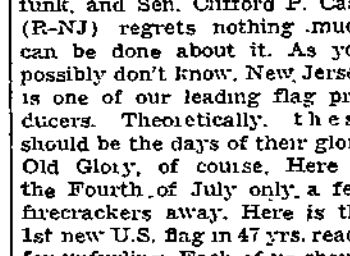 funk, and Sen. Clifford P. Ca
(R-NJ) regrets nothing muc
can be done about it. As yo
possibly don't know, New Jerse
is one of our leading flag pr
ducers. Theoretically, thes
should be the days of their glor
Old Glory, of course. Here
the Fourth of July only a fe
firecrackers away. Here is th
1st new U.S. flag in 47 yrs. read